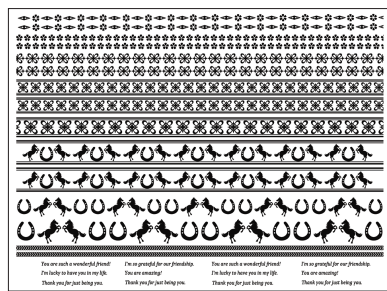 You are such a wonderful friend! I'm so grateful for our friendship. You are such a wonderful friend! I'm so grateful for our friendship.
I'm lucky to have you in my life. You are amazing! I'm lucky to have you in my life. You are amazing!
Thank you for just being you. Thank you for just being you. Thank you for just being you. Thank you for just being you.